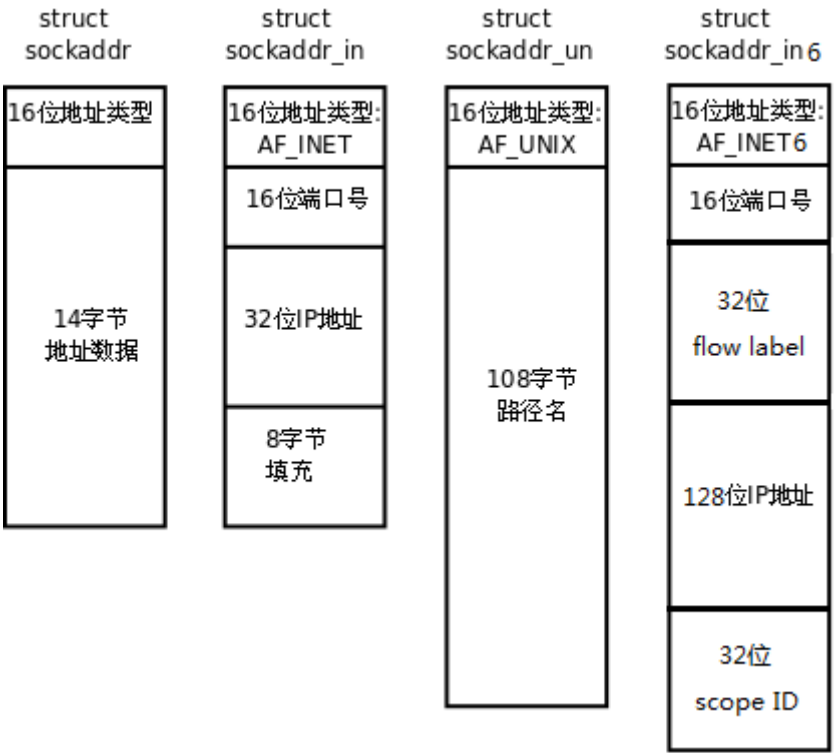 struct
sockaddr
16位地址类型
14字节
地址数据
struct
sockaddr_in
16位地址类型:
AF_INET
16位端口号
32位IP地址
8字节
填充
struct
sockaddr_un
16位地址类型:
AF_UNIX
108字节
路径名
struct
sockaddr_in6
16位地址类型:
AF_INET6
16位端口号
32位
flow label
128位IP地址
32位
scope ID